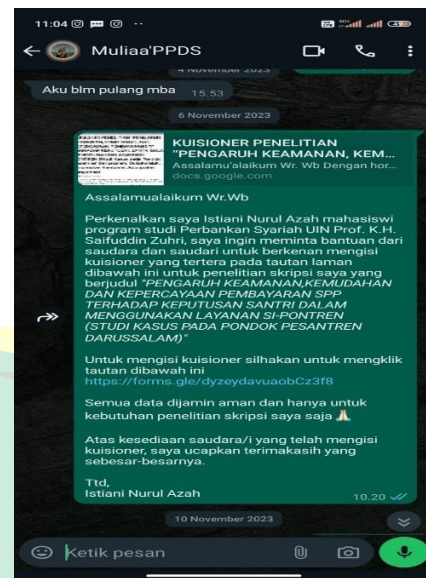 11:04
Muliaa'PPDS
4 November 2023
Aku blm pulang mba 15.53
6 November 2023
KUISIONER PENELITIAN
"PENGARUH KEAMANAN, KEM...
Assalamu'alaikum Wr. Wb Dengan hor...
docs.google.com
Assalamualaikum Wr.Wb
Perkenalkan saya Istiani Nurul Azah mahasiswi
program studi Perbankan Syariah UIN Prof. K.H.
Saifuddin Zuhri, saya ingin meminta bantuan dari
saudara dan saudari untuk berkenan mengisi
kuisioner yang tertera pada tautan laman
dibawah ini untuk penelitian skripsi saya yang
berjudul "PENGARUH KEAMANAN,KEMUDAHAN
DAN KEPERCAYAAN PEMBAYARAN SPP
TERHADAP KEPUTUSAN SANTRI DALAM
MENGGUNAKAN LAYANAN SI-PONTREN
(STUDI KASUS PADA PONDOK PESANTREN
DARUSSALAM)"
Untuk mengisi kuisioner silhakan untuk mengklik
tautan dibawah ini
https://forms.gle/dyzeydavuaobCz3f8
Semua data dijamin aman dan hanya untuk
kebutuhan penelitian skripsi saya saja 🙏🏻
Atas kesediaan saudara/i yang telah mengisi
kuisioner, saya ucapkan terimakasih yang
sebesar-besarnya.
Ttd,
Istiani Nurul Azah
10.20
10 November 2023
Ketik pesan